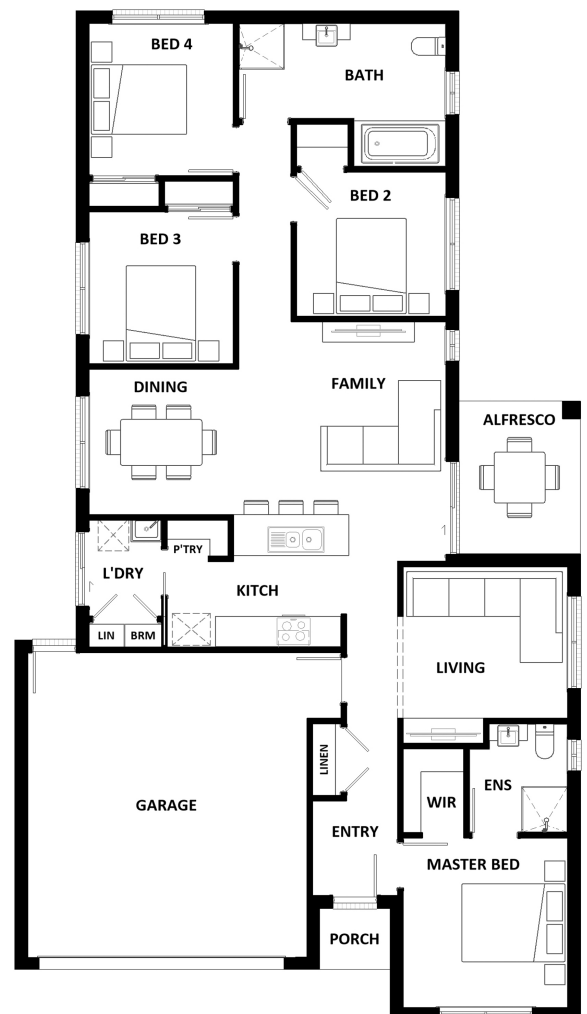 BED 4
BATH
BED 2
BED 3
DINING
FAMILY
ALFRESCO
P'TRY
L'DRY
KITCH
LIN
BRM
LIVING
LINEN
WIR
ENS
GARAGE
ENTRY
MASTER BED
PORCH